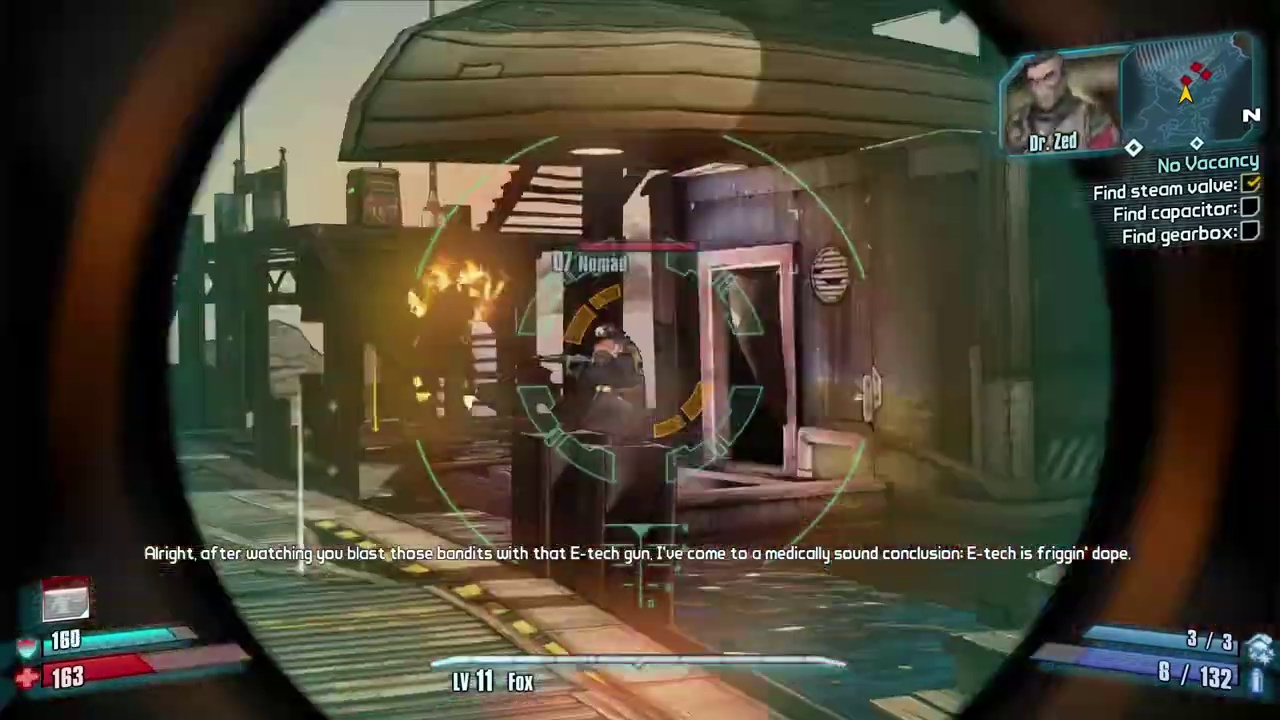 Dr. Zed
N
No Vacancy
Find steam valve:
Find capacitor:
Find gearbox:
07 Nomad
Alright, after watching you blast those bandits with that E-tech gun, I've come to a medically sound conclusion: E-tech is friggin' dope.
160
163
LV 11 Fox
3 / 3
6 / 132